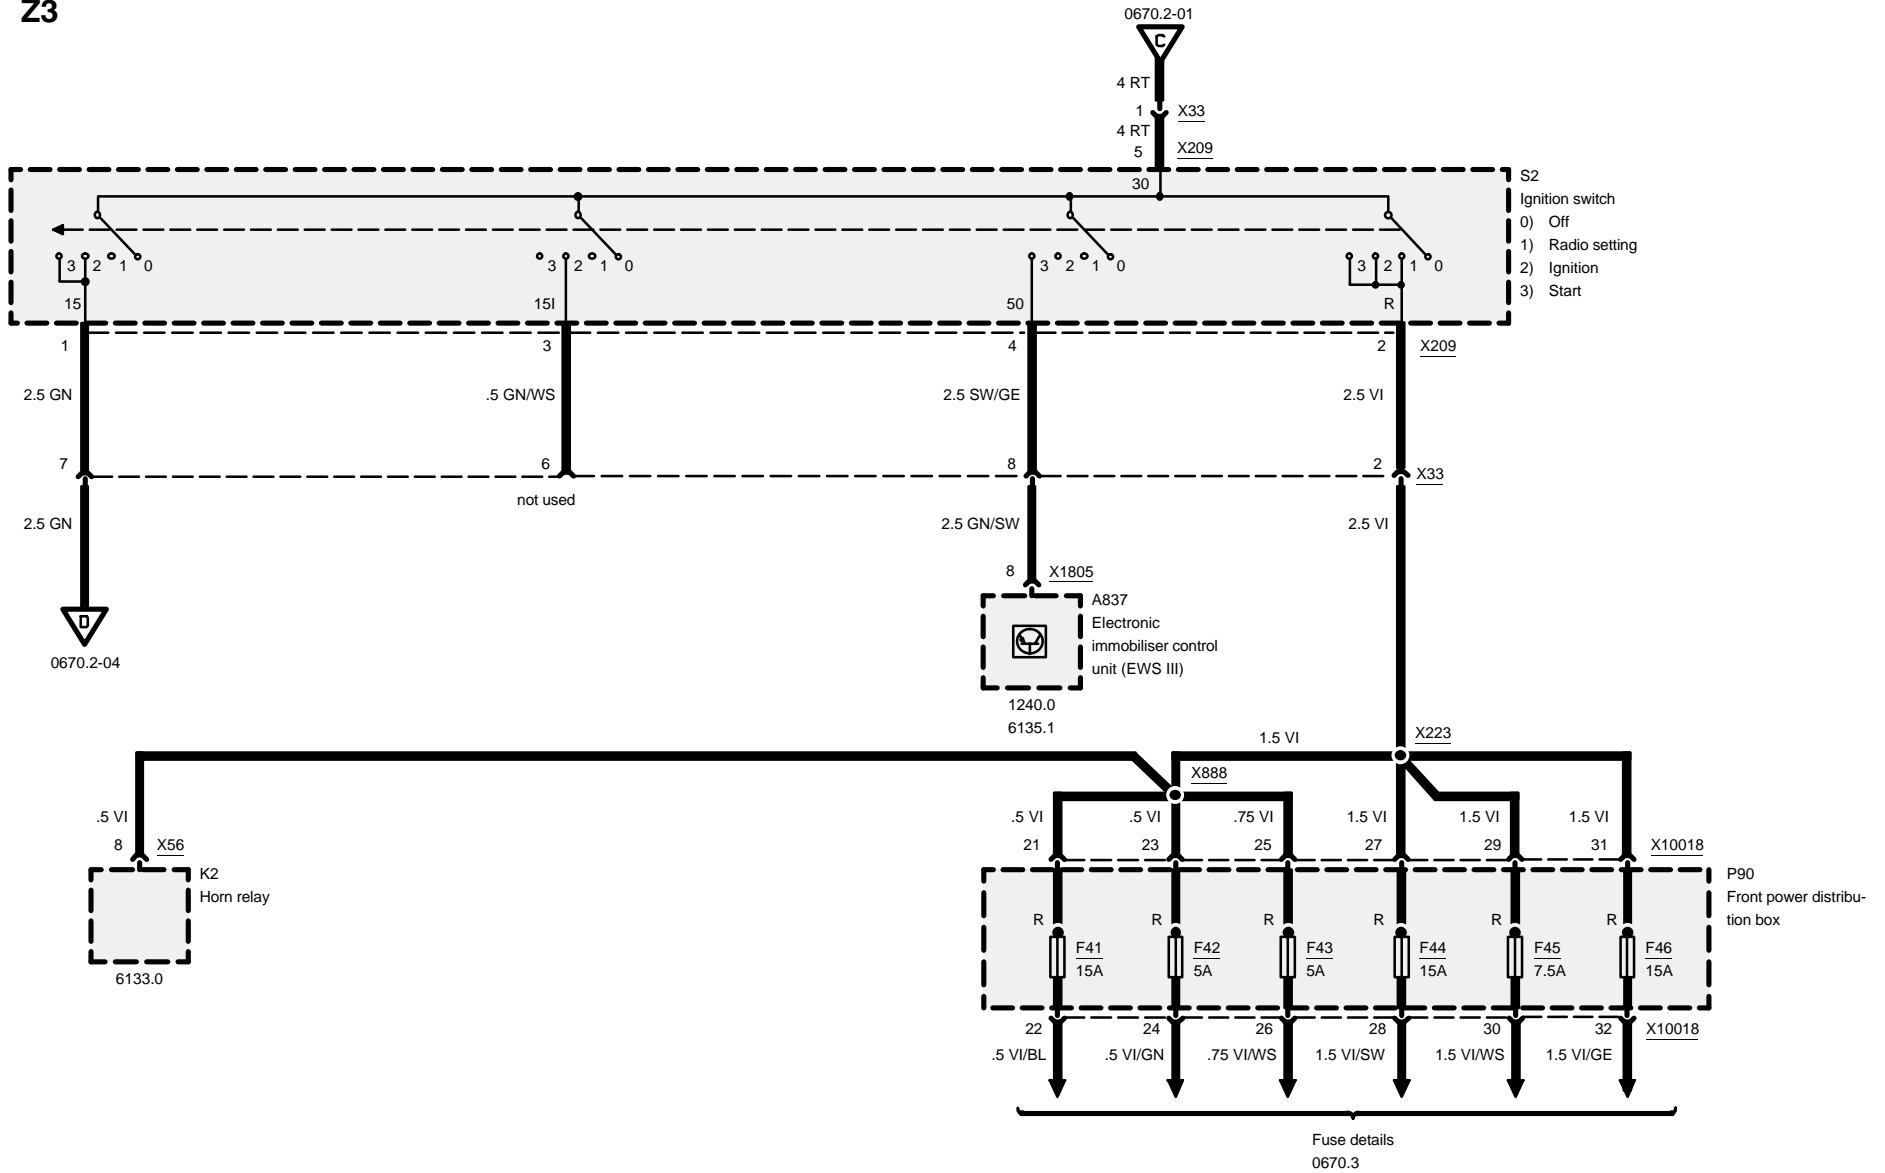 Z3
0670.2-01
C
4 RT
1 X33
4 RT
5 X209
30
S2
Ignition switch
0) Off
1) Radio setting
2) Ignition
3) Start
3 2 1 0
3 2 1 0
3 2 1 0
3 2 1 0
15 15I 50 R
1 3 4 2 X209
2.5 GN .5 GN/WS 2.5 SW/GE 2.5 VI
7 6 8 2 X33
not used
2.5 GN 2.5 GN/SW 2.5 VI
D
0670.2-04
8 X1805
A837
Electronic
immobiliser control
unit (EWS III)
1240.0
6135.1
X223
1.5 VI
X888
.5 VI
8 X56
K2
Horn relay
6133.0
.5 VI .5 VI .75 VI 1.5 VI 1.5 VI 1.5 VI
21 23 25 27 29 31 X10018
P90
Front power distribu-
tion box
R R R R R R
F41 F42 F43 F44 F45 F46
15A 5A 5A 15A 7.5A 15A
22 24 26 28 30 32 X10018
.5 VI/BL .5 VI/GN .75 VI/WS 1.5 VI/SW 1.5 VI/WS 1.5 VI/GE
Fuse details
0670.3